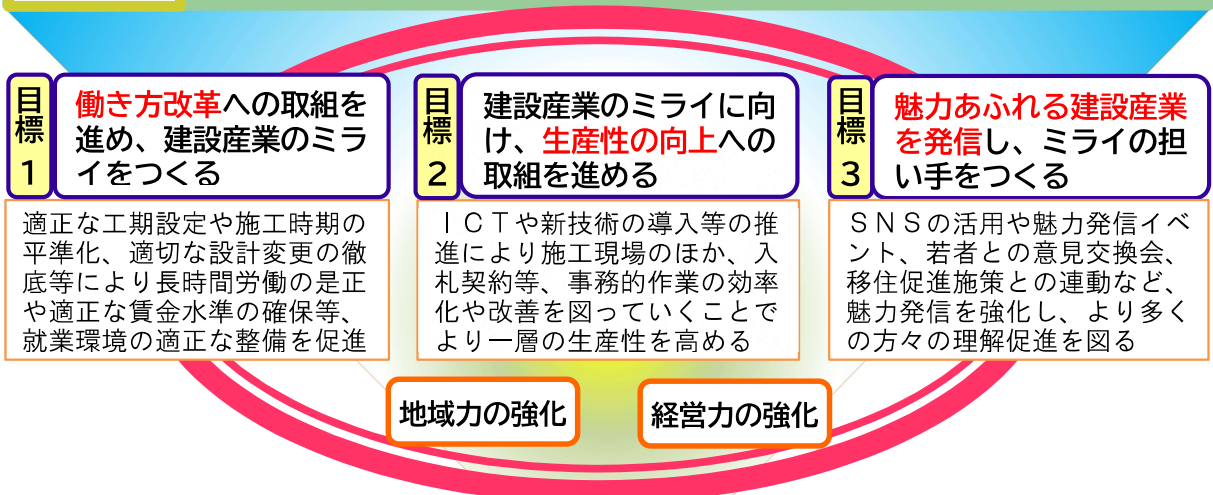 目標1
働き方改革への取組を
進め、建設産業のミラ
イをつくる
適正な工期設定や施工時期の
平準化、適切な設計変更の徹
底等により長時間労働の是正
や適正な賃金水準の確保等、
就業環境の適正な整備を促進
目標2
建設産業のミライに向
け、生産性の向上への
取組を進める
ＩＣＴや新技術の導入等の推
進により施工現場のほか、入
札契約等、事務的作業の効率
化や改善を図っていくことで
より一層の生産性を高める
目標3
魅力あふれる建設産業
を発信し、ミライの担
い手をつくる
ＳＮＳの活用や魅力発信イベ
ント、若者との意見交換会、
移住促進施策との連動など、
魅力発信を強化し、より多く
の方々の理解促進を図る
地域力の強化
経営力の強化